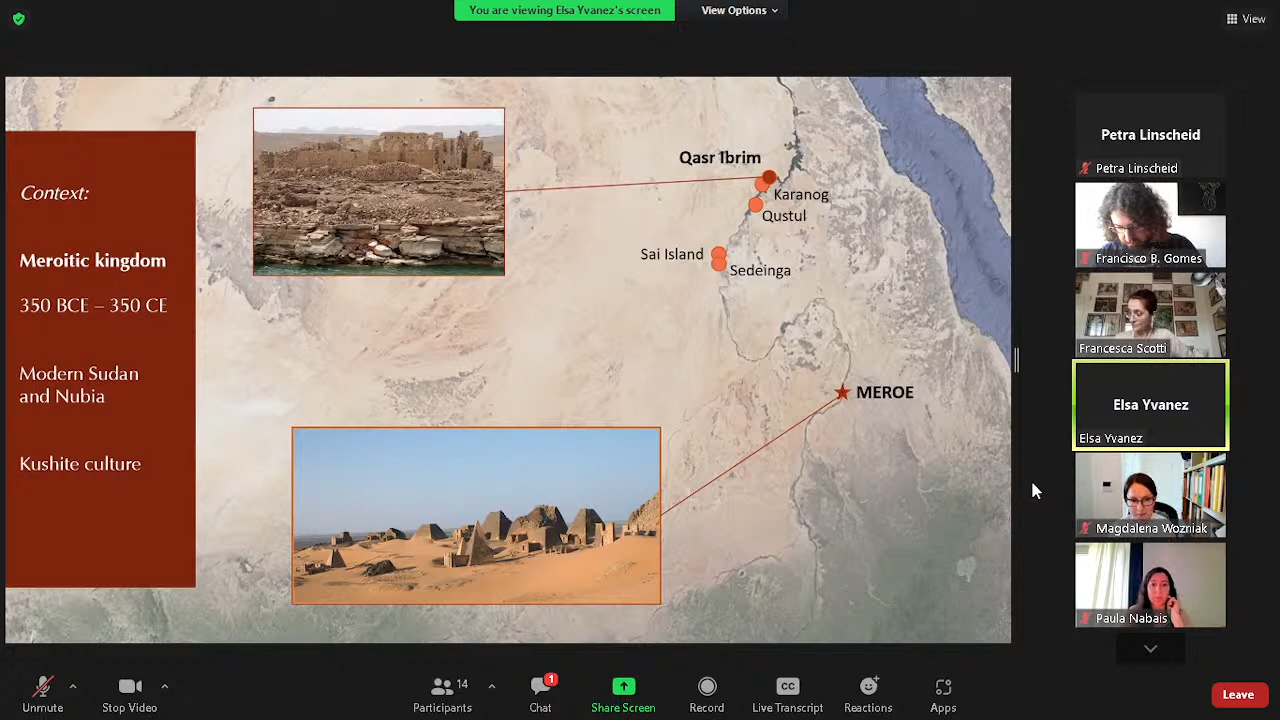 You are viewing Elsa Yvanez's screen
View Options
View
Context:
Meroitic kingdom
350 BCE – 350 CE
Modern Sudan
and Nubia
Kushite culture
Qasr Ibrim
Karanog
Qustul
Sai Island
Sedeinga
MEROE
Petra Linscheid
Petra Linscheid
Francisco B. Gomes
Francesca Scotti
Elsa Yvanez
Elsa Yvanez
Magdalena Wozniak
Paula Nabais
Unmute
Stop Video
14
Participants
1
Chat
Share Screen
Record
CC
Live Transcript
Reactions
Apps
Leave